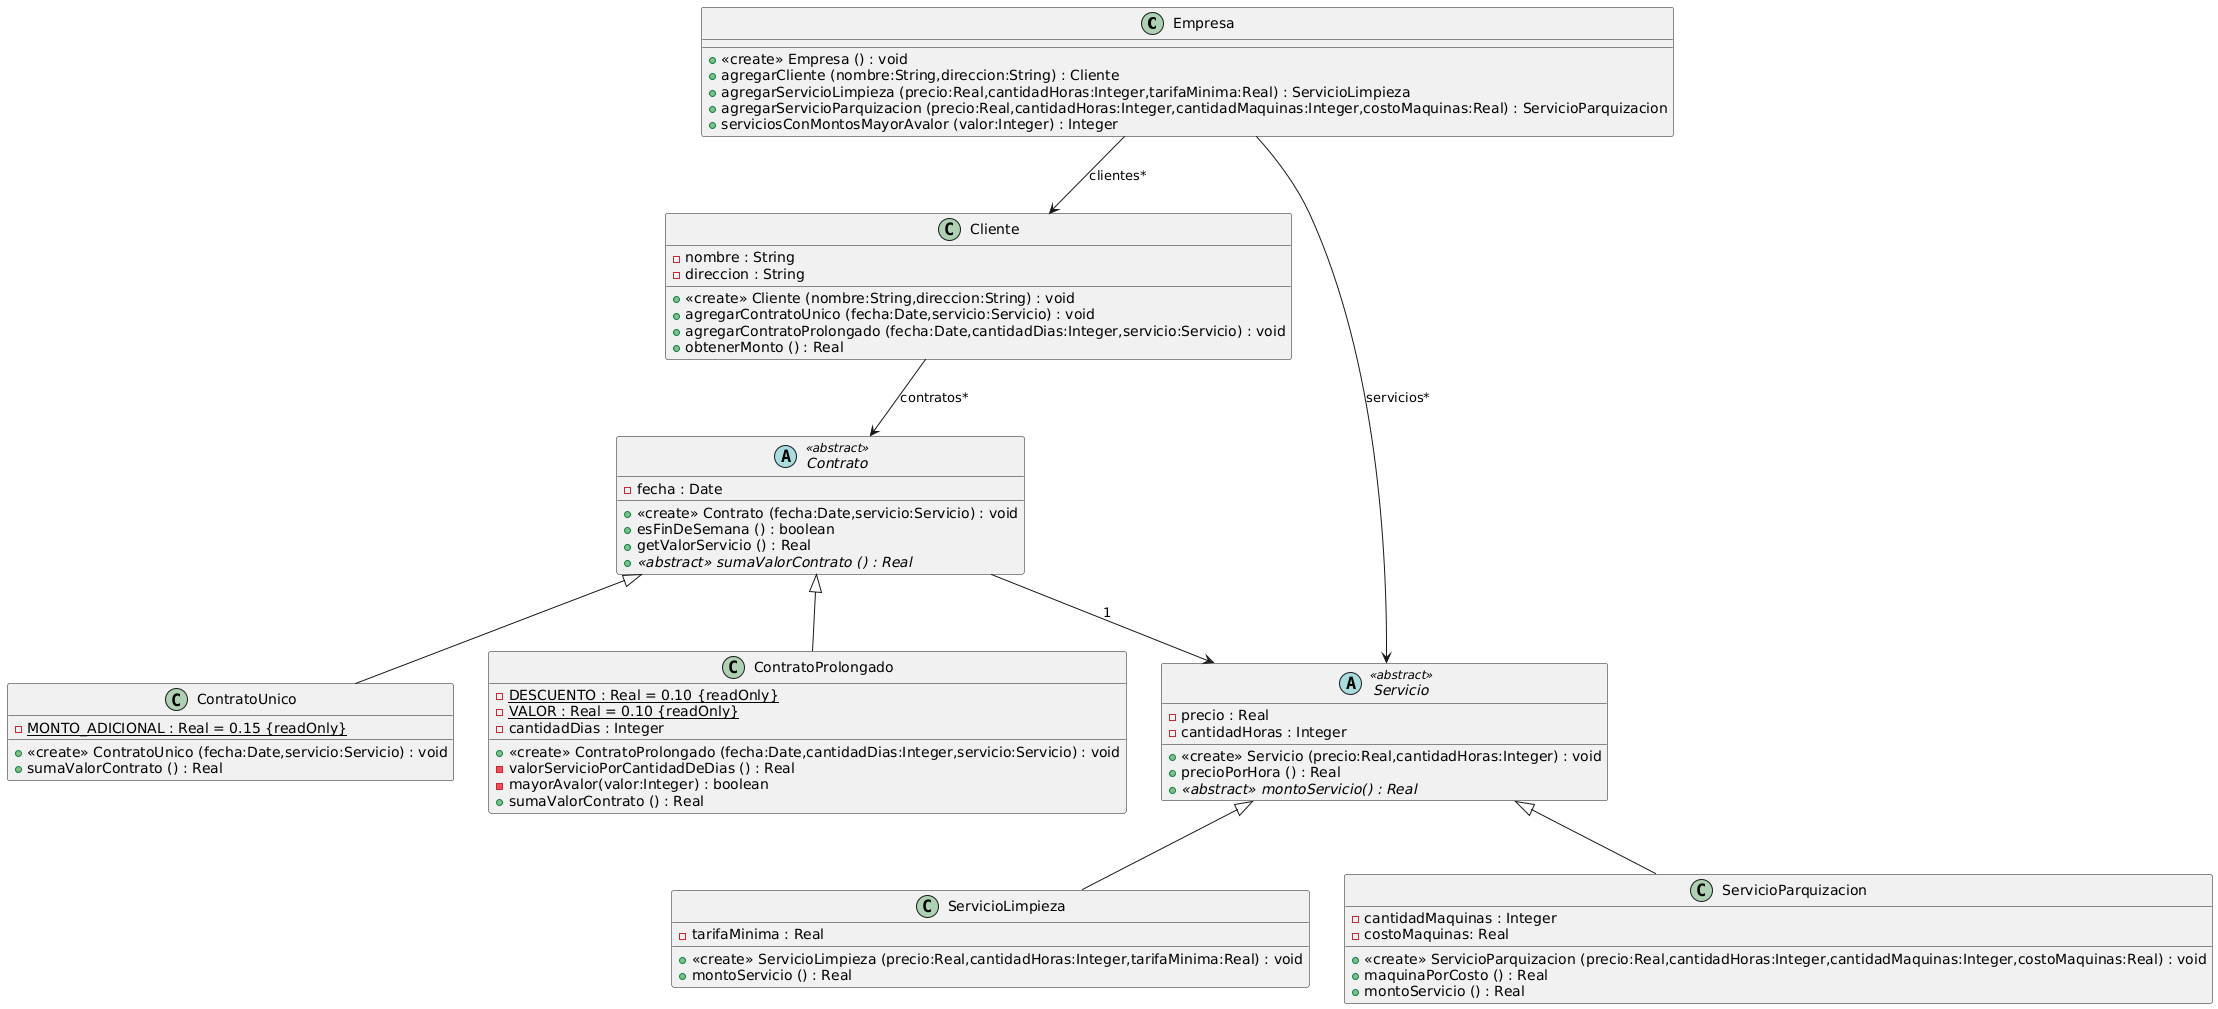 C Empresa
«create» Empresa () : void
agregarCliente (nombre:String,direccion:String) : Cliente
agregarServicioLimpieza (precio:Real,cantidadHoras:Integer,tarifaMinima:Real) : ServicioLimpieza
agregarServicioParquizacion (precio:Real,cantidadHoras:Integer,cantidadMaquinas:Integer,costoMaquinas:Real) : ServicioParquizacion
serviciosConMontosMayorAvalor (valor:Integer) : Integer
clientes*
C Cliente
nombre : String
direccion : String
«create» Cliente (nombre:String,direccion:String) : void
agregarContratoUnico (fecha:Date,servicio:Servicio) : void
agregarContratoProlongado (fecha:Date,cantidadDias:Integer,servicio:Servicio) : void
obtenerMonto () : Real
contratos*
servicios*
A «abstract»
Contrato
fecha : Date
«create» Contrato (fecha:Date,servicio:Servicio) : void
esFinDeSemana () : boolean
getValorServicio () : Real
«abstract» sumaValorContrato () : Real
1
C ContratoUnico
MONTO_ADICIONAL : Real = 0.15 {readOnly}
«create» ContratoUnico (fecha:Date,servicio:Servicio) : void
sumaValorContrato () : Real
C ContratoProlongado
DESCUENTO : Real = 0.10 {readOnly}
VALOR : Real = 0.10 {readOnly}
cantidadDias : Integer
«create» ContratoProlongado (fecha:Date,cantidadDias:Integer,servicio:Servicio) : void
valorServicioPorCantidadDeDias () : Real
mayorAvalor(valor:Integer) : boolean
sumaValorContrato () : Real
A «abstract»
Servicio
precio : Real
cantidadHoras : Integer
«create» Servicio (precio:Real,cantidadHoras:Integer) : void
precioPorHora () : Real
«abstract» montoServicio() : Real
C ServicioLimpieza
tarifaMinima : Real
«create» ServicioLimpieza (precio:Real,cantidadHoras:Integer,tarifaMinima:Real) : void
montoServicio () : Real
C ServicioParquizacion
cantidadMaquinas : Integer
costoMaquinas: Real
«create» ServicioParquizacion (precio:Real,cantidadHoras:Integer,cantidadMaquinas:Integer,costoMaquinas:Real) : void
maquinaPorCosto () : Real
montoServicio () : Real